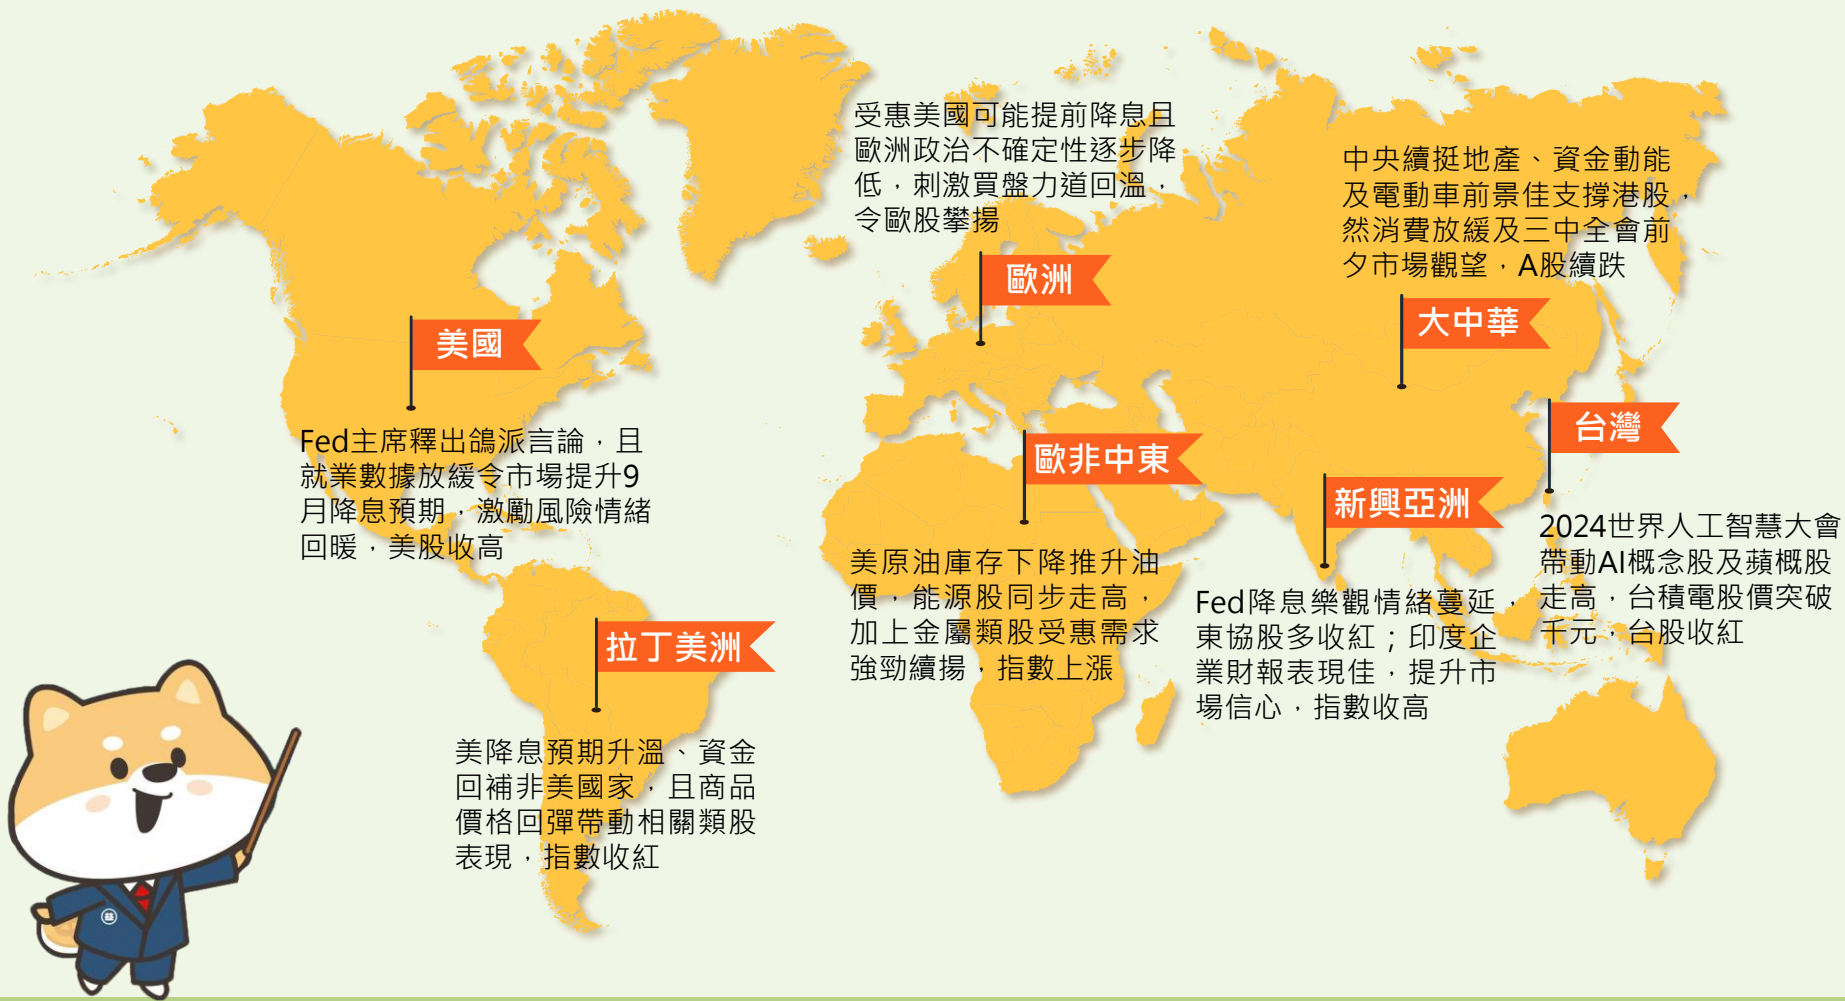 受惠美國可能提前降息且
歐洲政治不確定性逐步降
低，刺激買盤力道回溫，
令歐股攀揚
歐洲
中央續挺地產、資金動能
及電動車前景佳支撐港股，
然消費放緩及三中全會前
夕市場觀望，A股續跌
大中華
美國
Fed主席釋出鴿派言論，且
就業數據放緩令市場提升9
月降息預期，激勵風險情緒
回暖，美股收高
歐非中東
美原油庫存下降推升油
價，能源股同步走高，
加上金屬類股受惠需求
強勁續揚，指數上漲
新興亞洲
Fed降息樂觀情緒蔓延，
東協股多收紅；印度企
業財報表現佳，提升市
場信心，指數收高
台灣
2024世界人工智慧大會
帶動AI概念股及蘋概股
走高，台積電股價突破
千元，台股收紅
拉丁美洲
美降息預期升溫、資金
回補非美國家，且商品
價格回彈帶動相關類股
表現，指數收紅